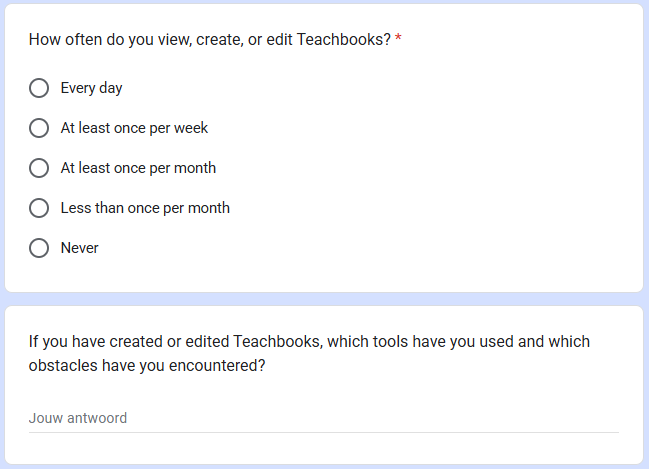 How often do you view, create, or edit Teachbooks? *
Every day
At least once per week
At least once per month
Less than once per month
Never
If you have created or edited Teachbooks, which tools have you used and which
obstacles have you encountered?
Jouw antwoord